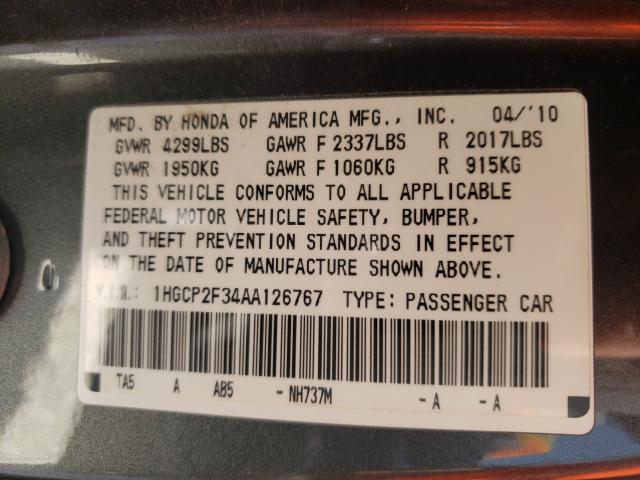 MFD. BY HONDA OF AMERICA MFG., INC. 04/'10
GVWR 4299LBS GAWR F 2337LBS R 2017LBS
GVWR 1950KG GAWR F 1060KG R 915KG
THIS VEHICLE CONFORMS TO ALL APPLICABLE
FEDERAL MOTOR VEHICLE SAFETY, BUMPER,
AND THEFT PREVENTION STANDARDS IN EFFECT
ON THE DATE OF MANUFACTURE SHOWN ABOVE.
V.I.N.: 1HGCP2F34AA126767 TYPE: PASSENGER CAR
TA5 A AB5 - NH737M - A - A